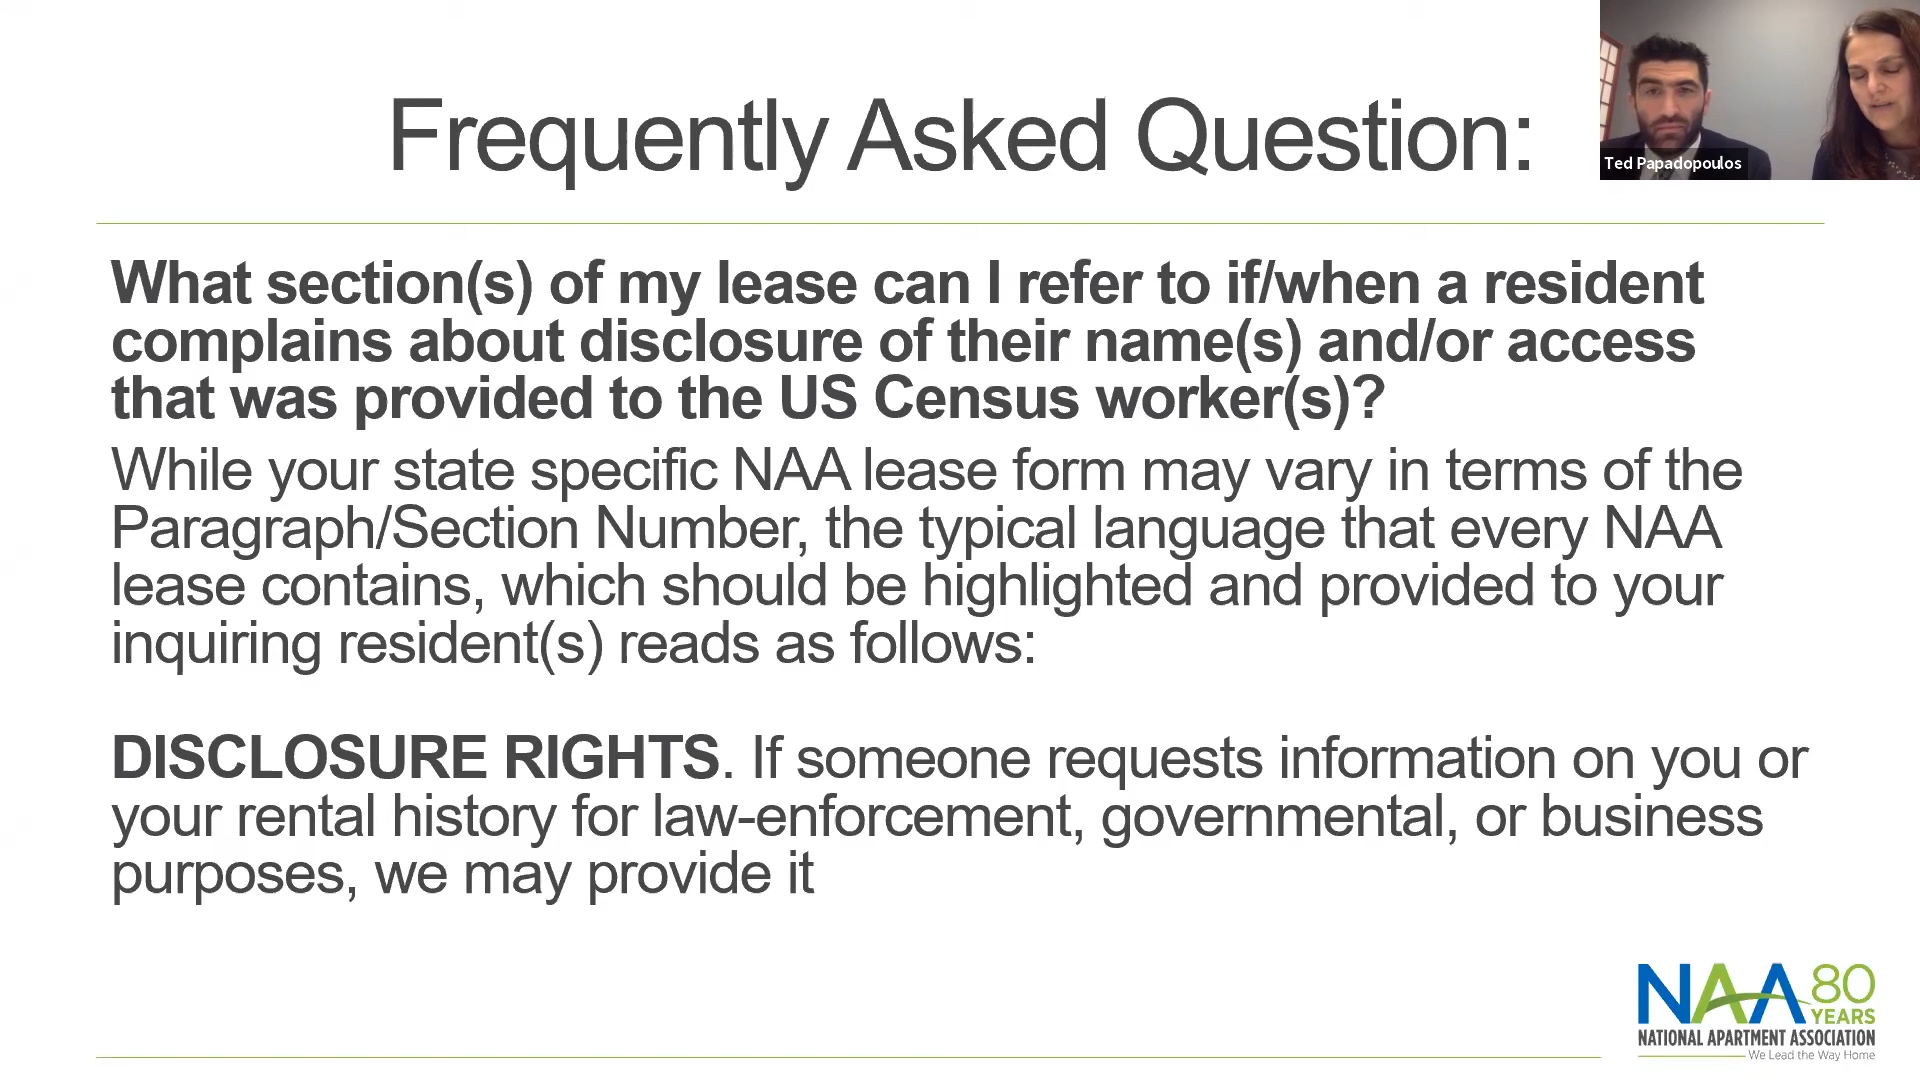 Frequently Asked Question:
Ted Papadopoulos
What section(s) of my lease can I refer to if/when a resident
complains about disclosure of their name(s) and/or access
that was provided to the US Census worker(s)?
While your state specific NAA lease form may vary in terms of the
Paragraph/Section Number, the typical language that every NAA
lease contains, which should be highlighted and provided to your
inquiring resident(s) reads as follows:
DISCLOSURE RIGHTS. If someone requests information on you or
your rental history for law-enforcement, governmental, or business
purposes, we may provide it
NAA 80
YEARS
NATIONAL APARTMENT ASSOCIATION
We Lead the Way Home